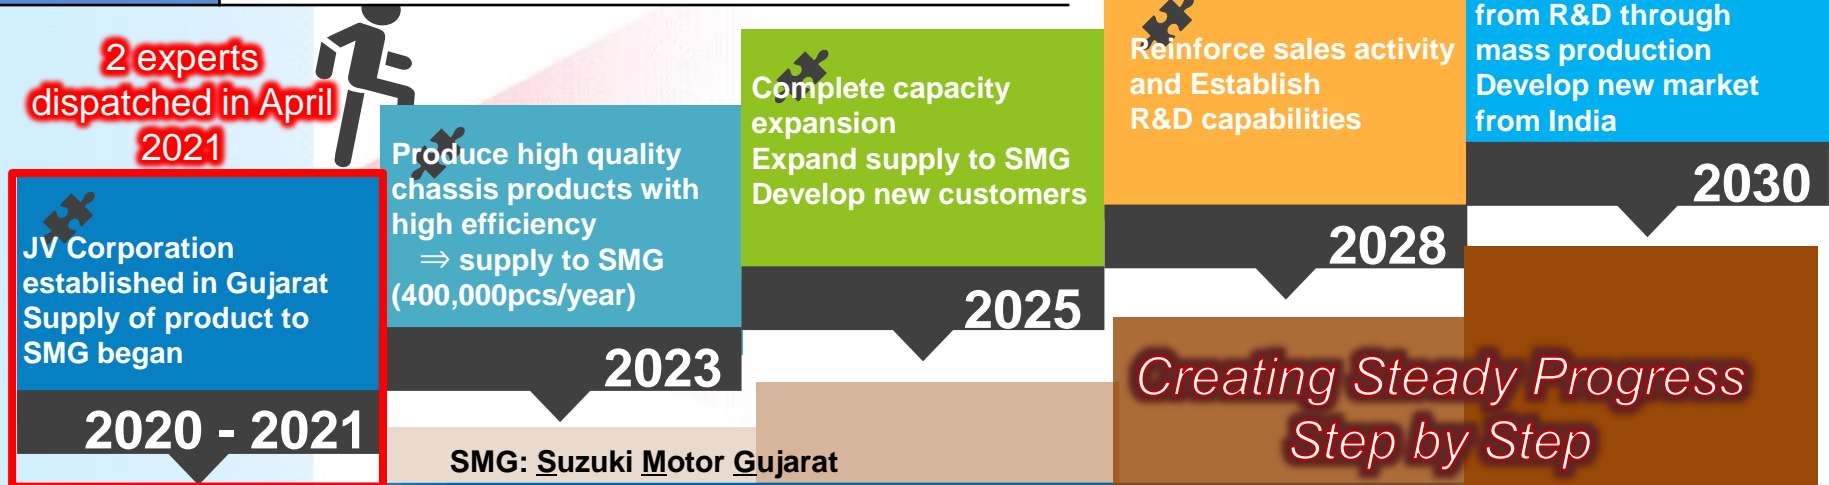 2 experts
dispatched in April
2021
JV Corporation
established in Gujarat
Supply of product to
SMG began
2020 - 2021
Produce high quality
chassis products with
high efficiency
⇒ supply to SMG
(400,000pcs/year)
2023
Complete capacity
expansion
Expand supply to SMG
Develop new customers
2025
Reinforce sales activity
and Establish
R&D capabilities
2028
from R&D through
mass production
Develop new market
from India
2030
Creating Steady Progress
Step by Step
SMG: Suzuki Motor Gujarat